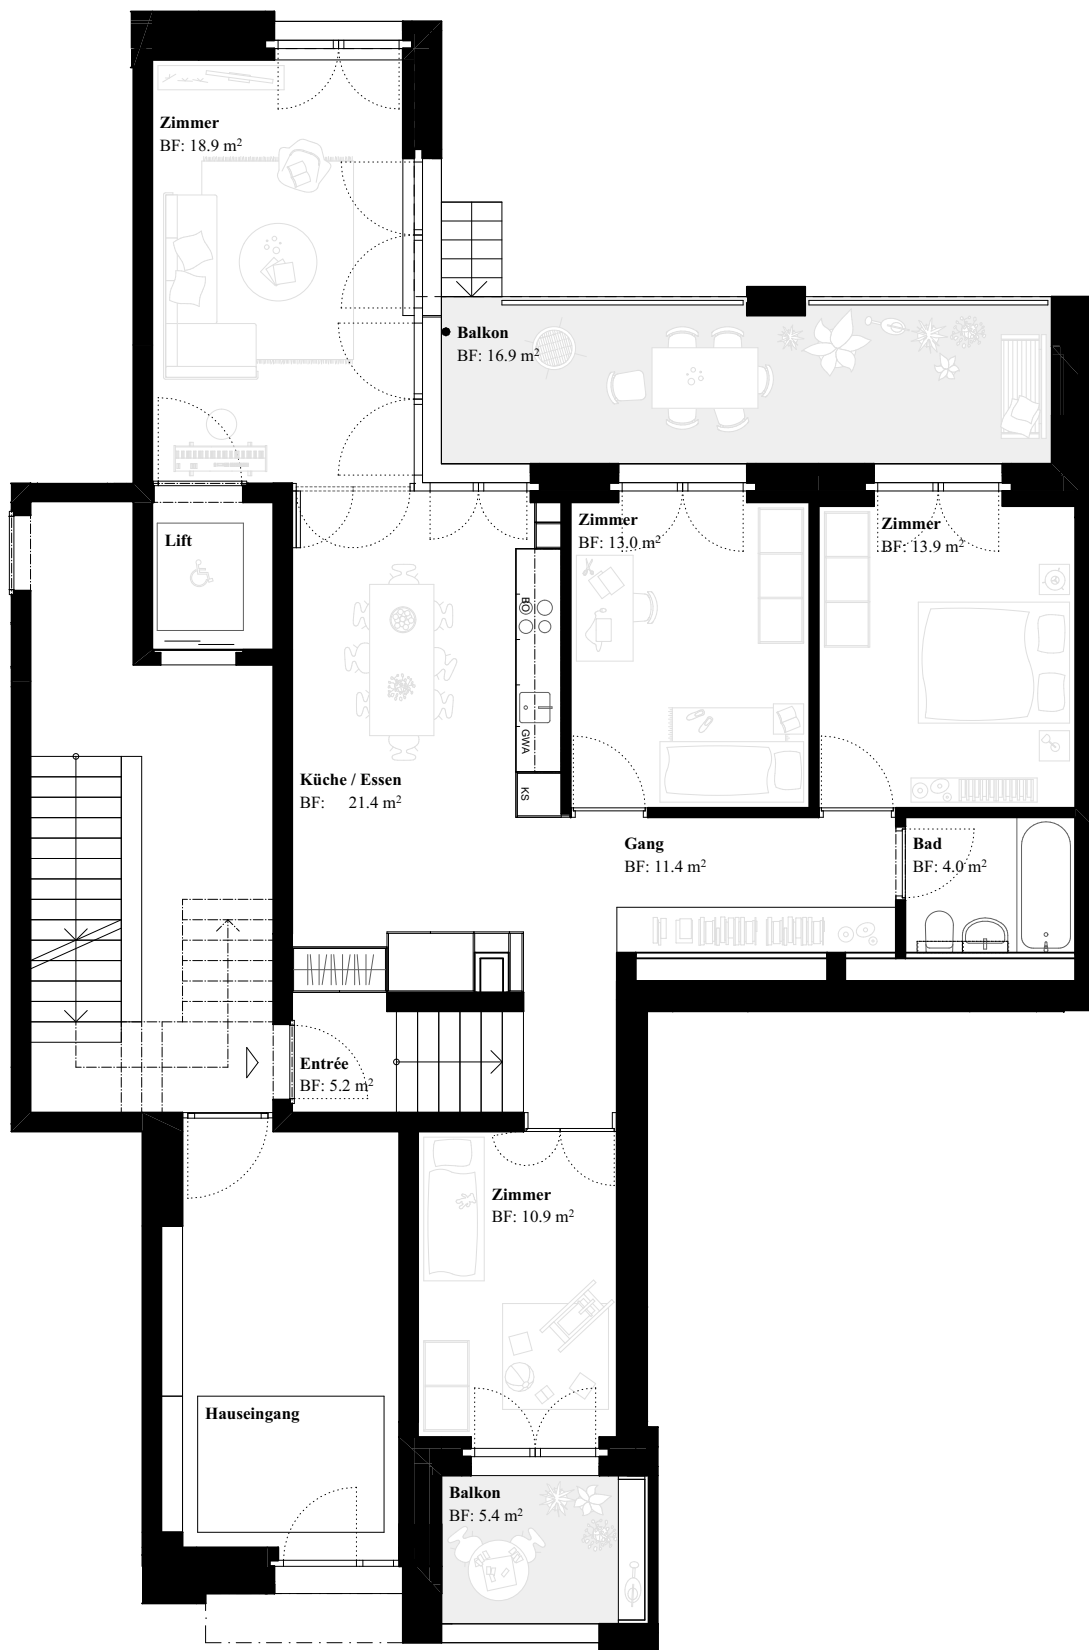 Zimmer
BF: 18.9 m²
Balkon
BF: 16.9 m²
Lift
Zimmer
BF: 13.0 m²
Zimmer
BF: 13.9 m²
BO
GWA
KS
Küche / Essen
BF: 21.4 m²
Gang
BF: 11.4 m²
Bad
BF: 4.0 m²
Entrée
BF: 5.2 m²
Zimmer
BF: 10.9 m²
Hauseingang
Balkon
BF: 5.4 m²